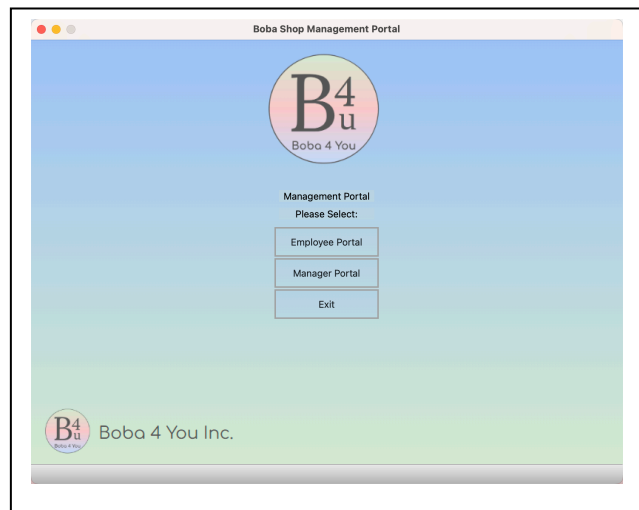 Boba Shop Management Portal
B4u
Boba 4 You
Management Portal
Please Select:
Employee Portal
Manager Portal
Exit
B4u
Boba 4 You
Boba 4 You Inc.